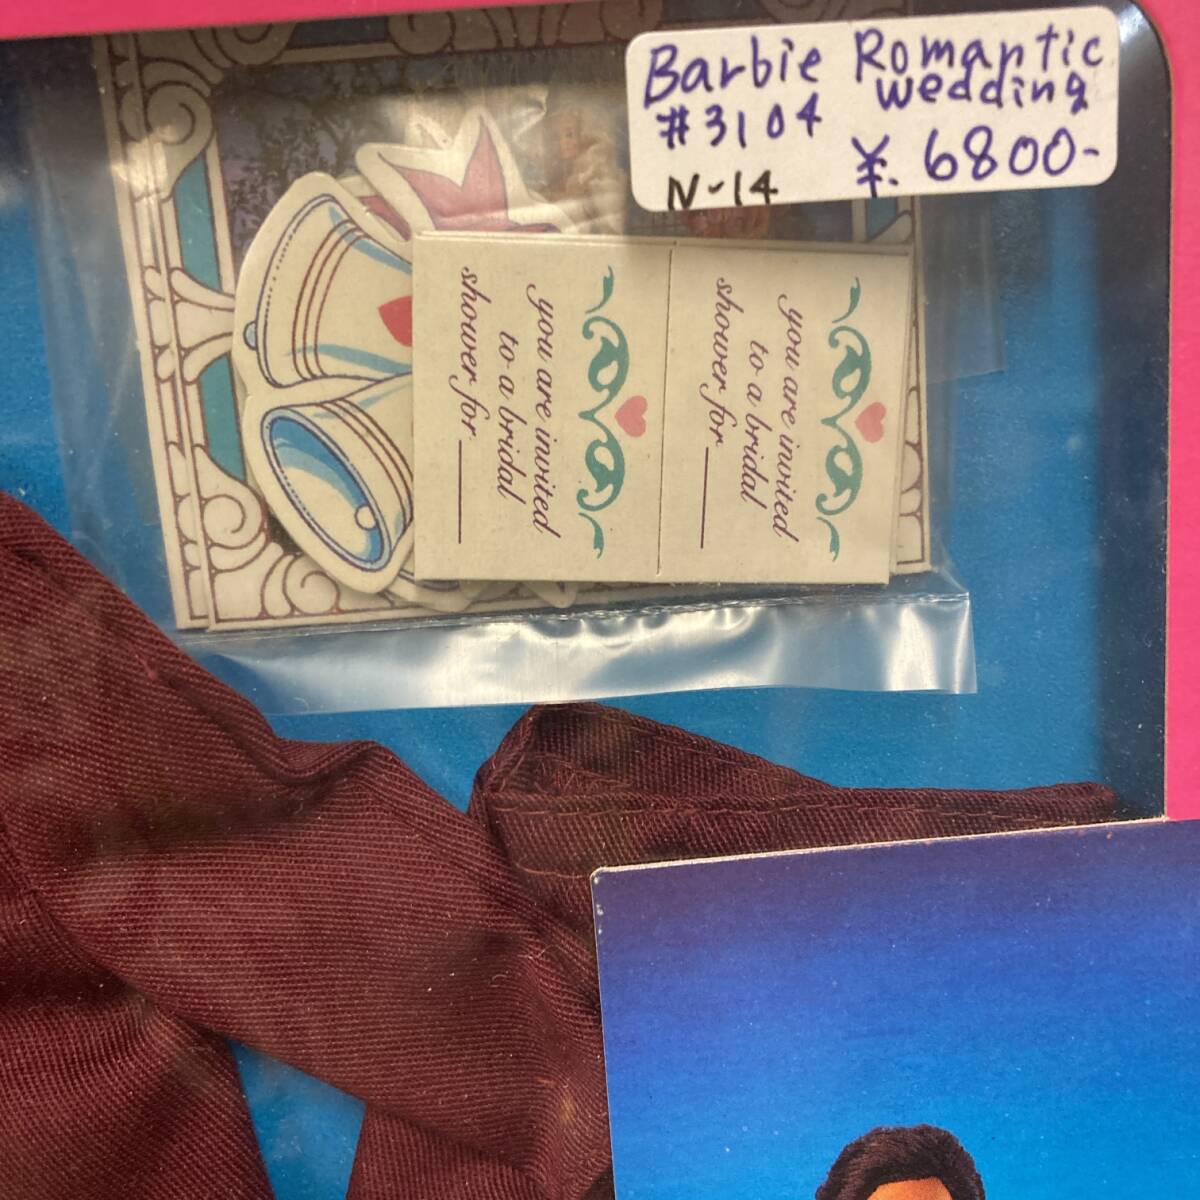 Barbie Romantic
wedding
#3104
¥. 6800-
N-14
you are invited
to a bridal
shower for
you are invited
to a bridal
shower for